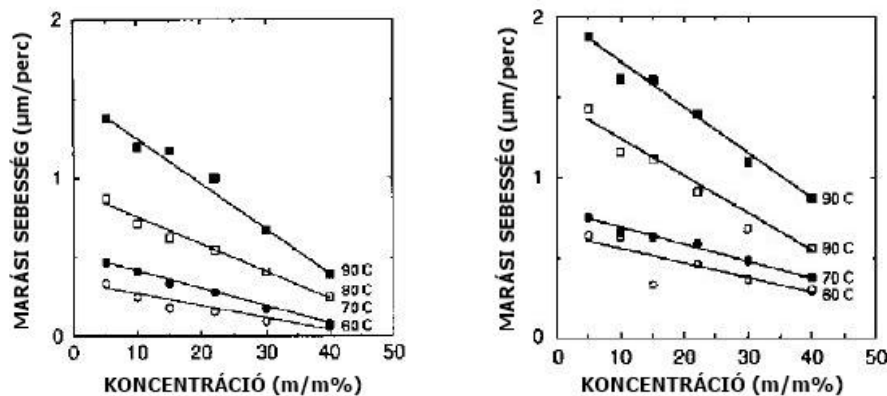 MARÁSI SEBESSÉG (µm/perc)
2
1
0
90 C
80 C
70 C
60 C
0 10 20 30 40 50
KONCENTRÁCIÓ (m/m%)
MARÁSI SEBESSÉG (µm/perc)
2
1
0
90 C
80 C
70 C
60 C
0 10 20 30 40 50
KONCENTRÁCIÓ (m/m%)